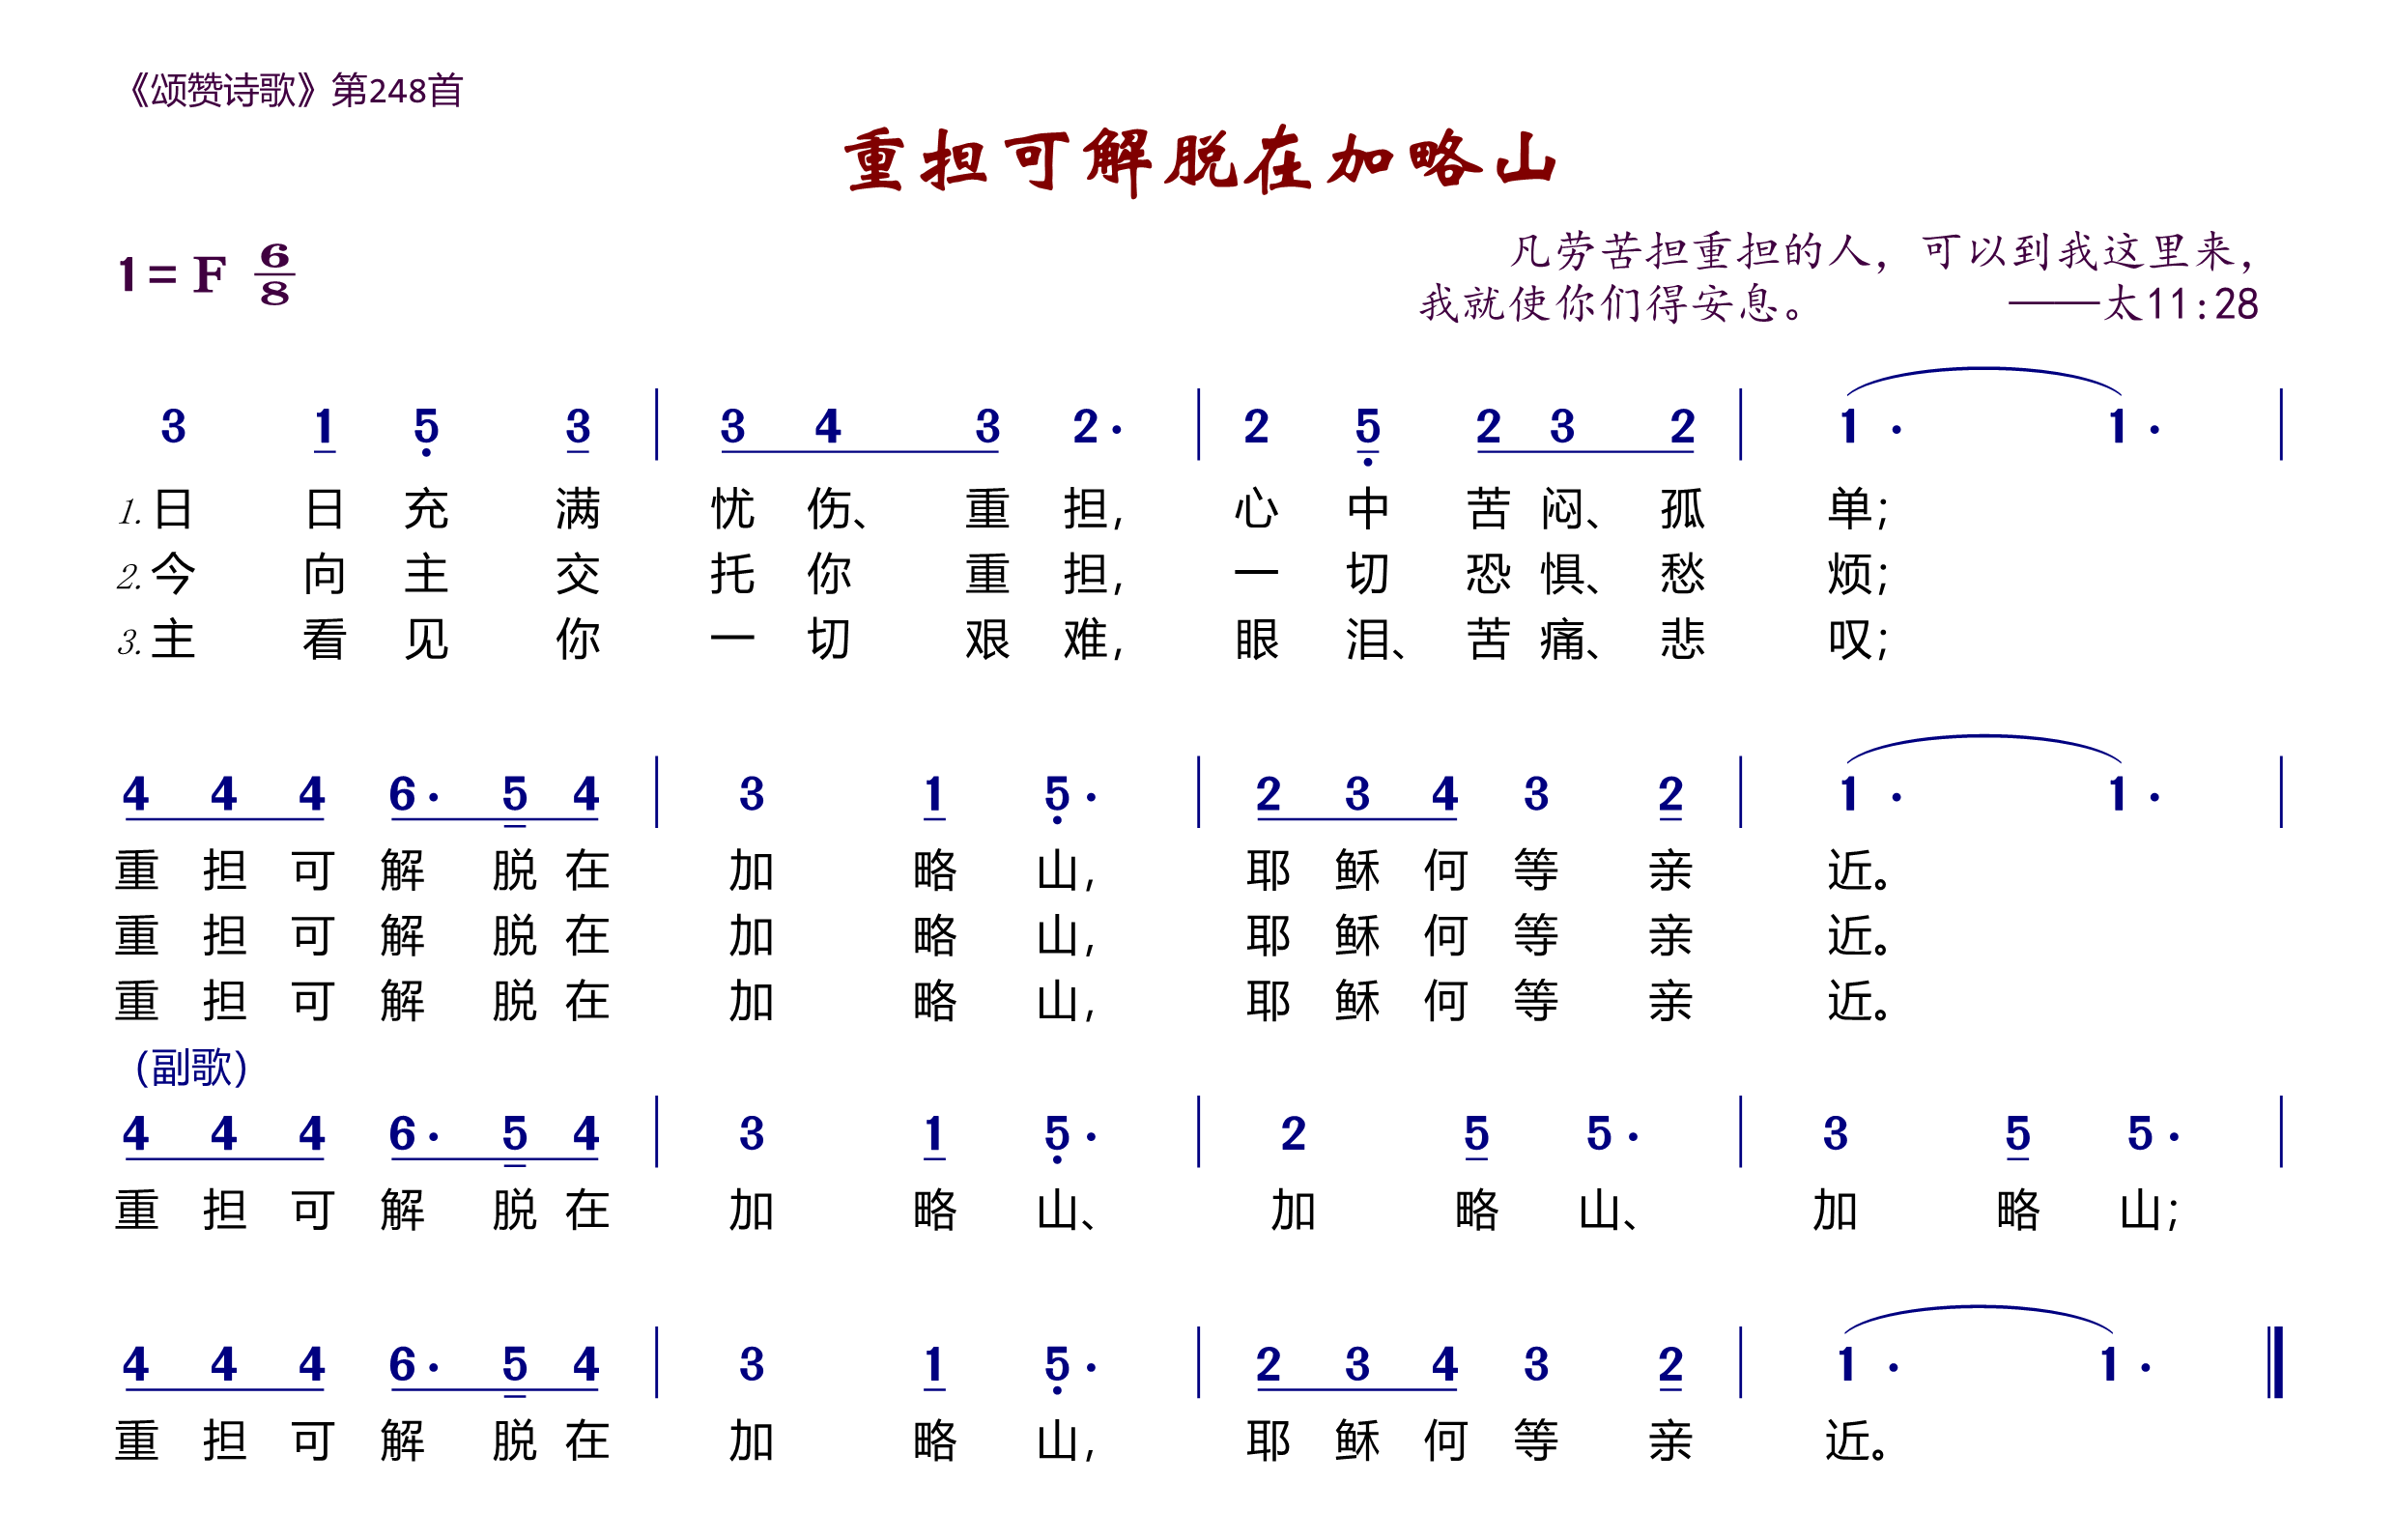 《颂赞诗歌》第248首
重担可解脱在加略山
1= F 6/8
凡劳苦担重担的人，可以到我这里来，
我就使你们得安息。 ——太11:28
3 1 5 3 | 3 4 3 2· | 2 5 2 3 2 | 1· 1· |
1.日日充满忧伤、重担，心中苦闷、孤单；
2.今向主交托你重担，一切恐惧、愁烦；
3.主看见你一切艰难，眼泪、苦痛、悲叹；
4 4 4 6· 5 4 | 3 1 5· | 2 3 4 3 2 | 1· 1· |
重担可解脱在加略山，耶稣何等亲近。
重担可解脱在加略山，耶稣何等亲近。
重担可解脱在加略山，耶稣何等亲近。
（副歌）
4 4 4 6· 5 4 | 3 1 5· | 2 5 5· | 3 5 5· |
重担可解脱在加略山、加略山、加略山；
4 4 4 6· 5 4 | 3 1 5· | 2 3 4 3 2 | 1· 1· ‖
重担可解脱在加略山，耶稣何等亲近。